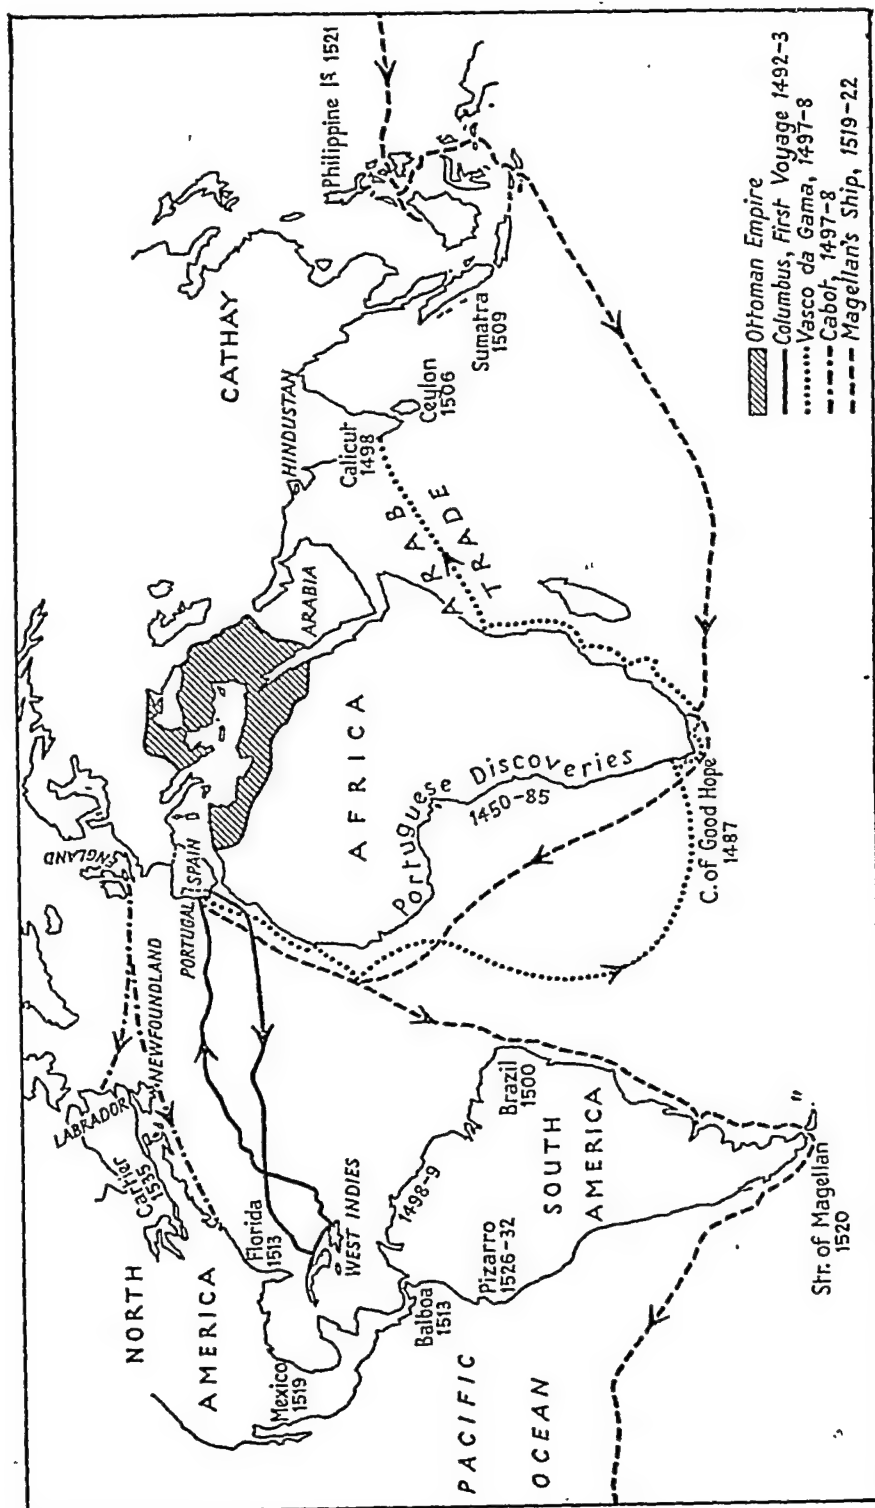 NORTH
AMERICA
LABRADOR
Cartier
1535
NEWFOUNDLAND
ENGLAND
PORTUGAL
SPAIN
Florida
1513
Mexico
1519
WEST INDIES
1498-9
Balboa
1513
Pizarro
1526-32
Brazil
1500
SOUTH
AMERICA
PACIFIC
OCEAN
Str. of Magellan
1520
AFRICA
Portuguese Discoveries
1450-85
C. of Good Hope
1487
ARABIA
ARAB
TRADE
HINDUSTAN
Calicut
1498
Ceylon
1506
CATHAY
Sumatra
1509
Philippine Is 1521
Ottoman Empire
Columbus, First Voyage 1492-3
Vasco da Gama, 1497-8
Cabot, 1497-8
Magellan's Ship, 1519-22